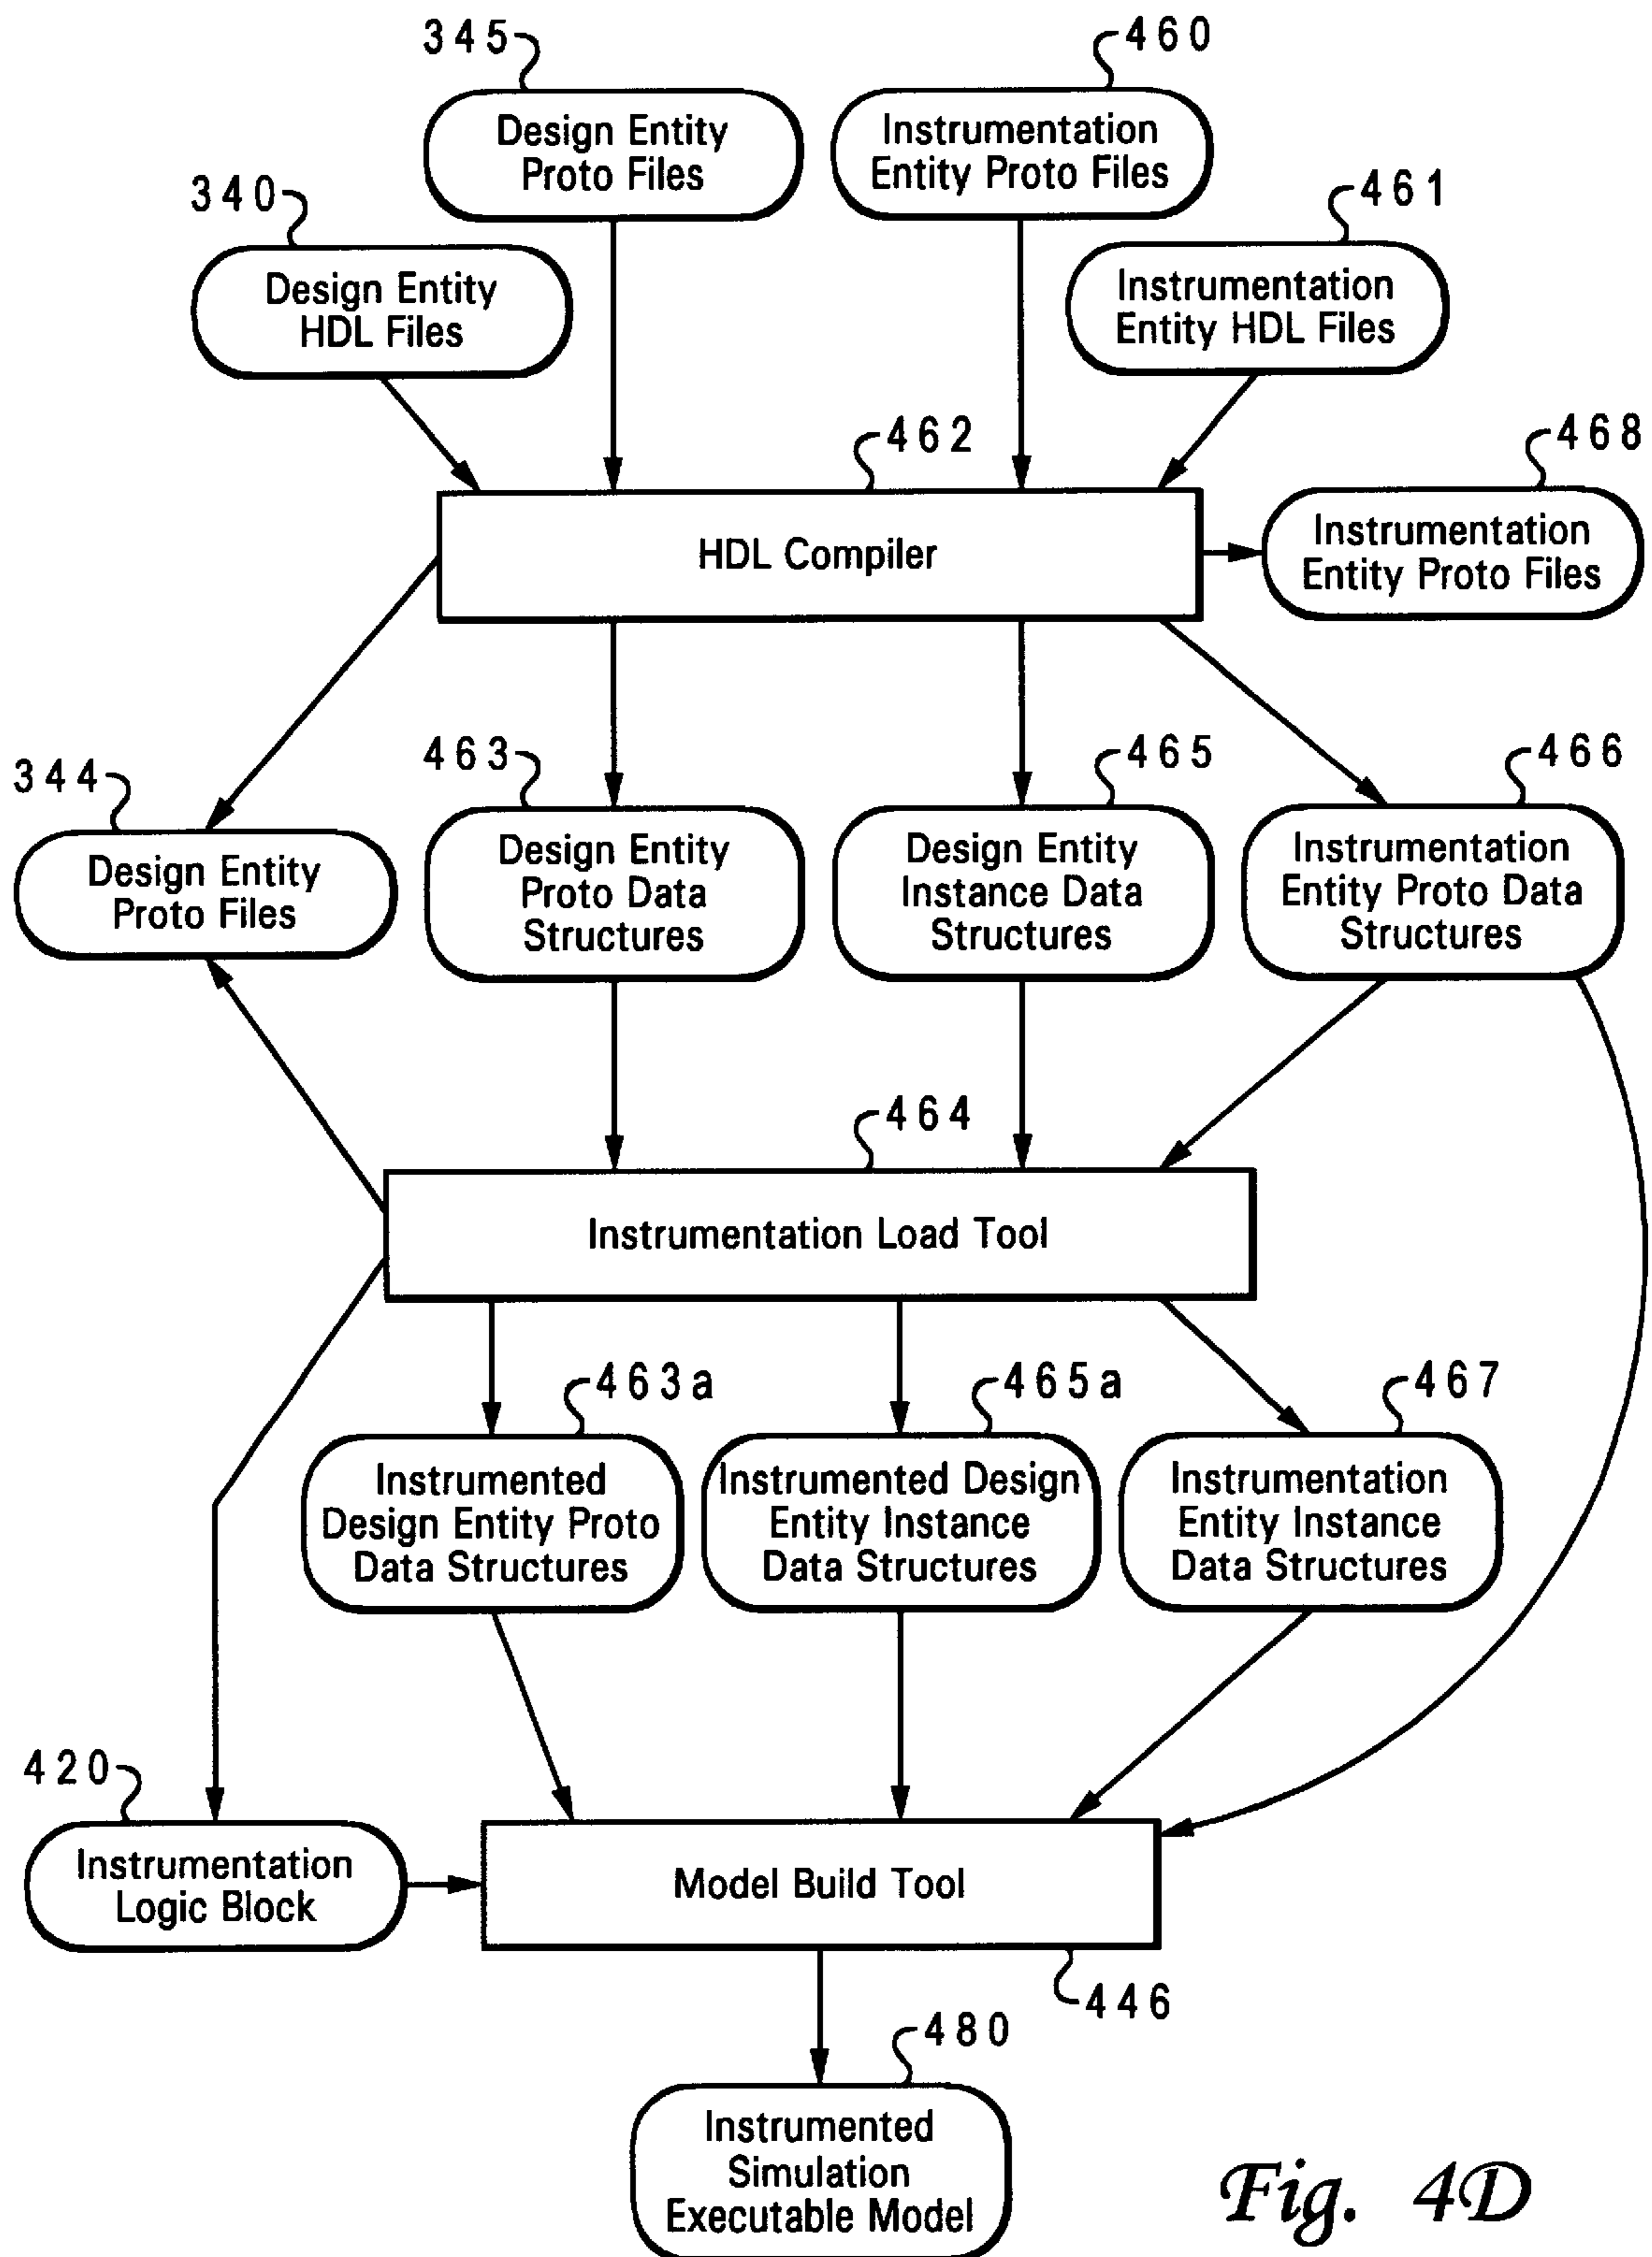 345
460
Design Entity
Proto Files
Instrumentation
Entity Proto Files
340
461
Design Entity
HDL Files
Instrumentation
Entity HDL Files
462
468
HDL Compiler
Instrumentation
Entity Proto Files
344
463
465
466
Design Entity
Proto Files
Design Entity
Proto Data
Structures
Design Entity
Instance Data
Structures
Instrumentation
Entity Proto Data
Structures
464
Instrumentation Load Tool
463a
465a
467
Instrumented
Design Entity Proto
Data Structures
Instrumented Design
Entity Instance
Data Structures
Instrumentation
Entity Instance
Data Structures
420
Instrumentation
Logic Block
Model Build Tool
446
480
Instrumented
Simulation
Executable Model
Fig. 4D